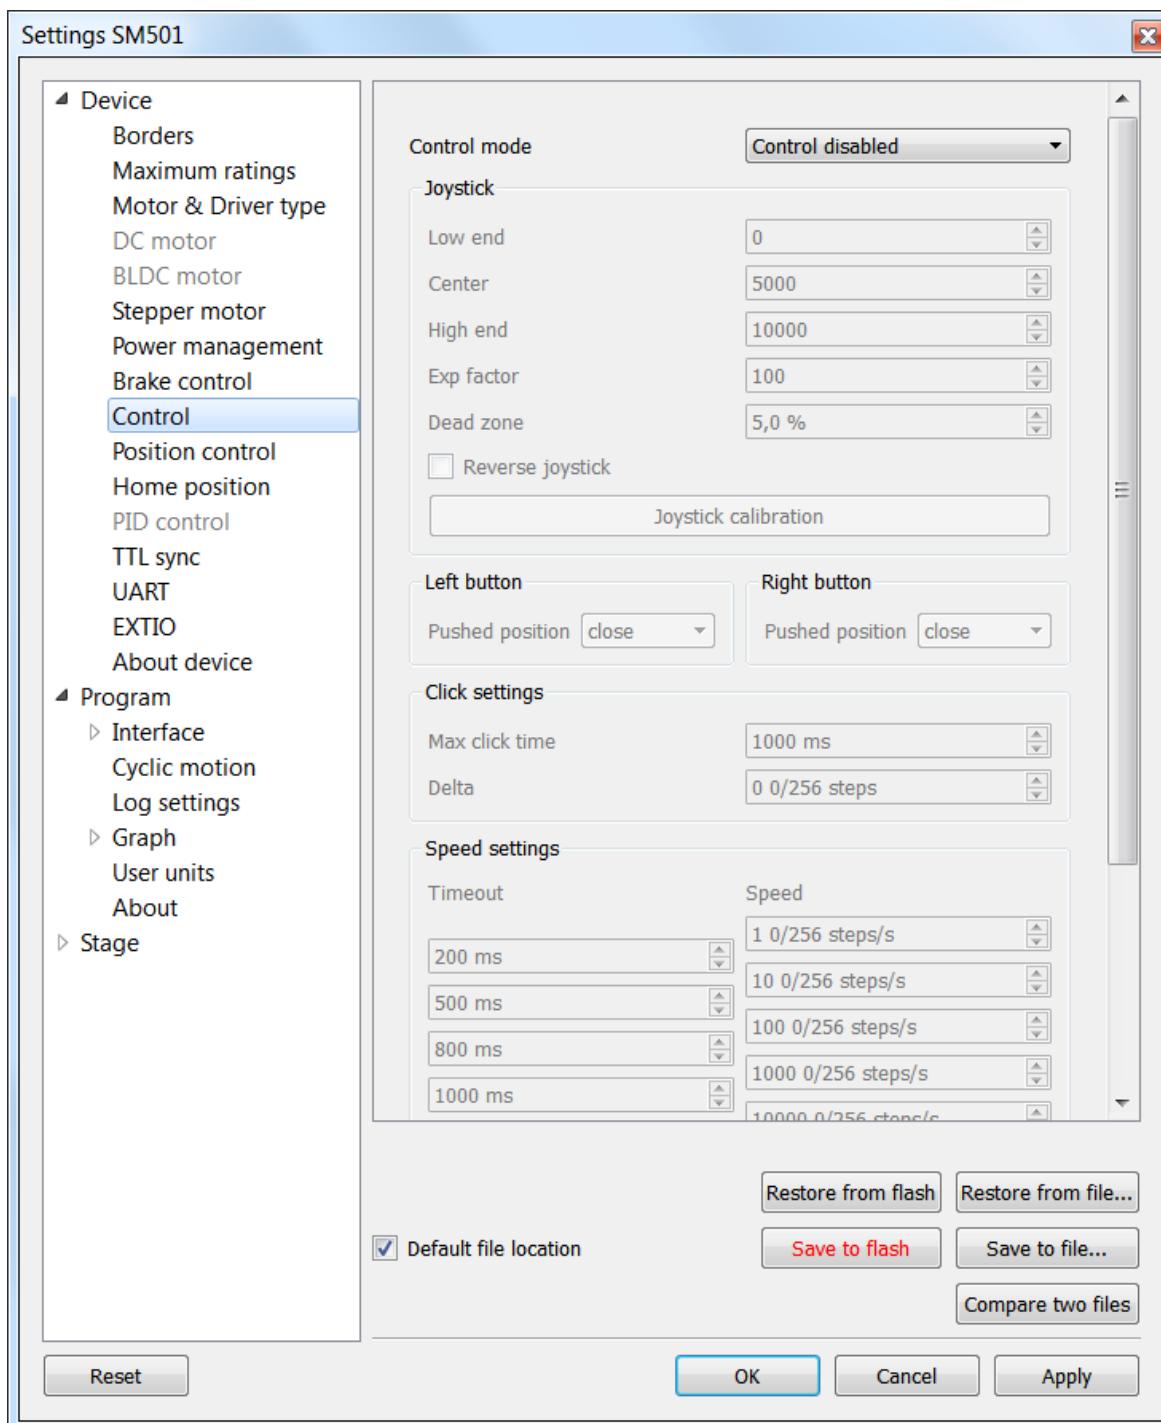 Settings SM501
Device
Borders
Maximum ratings
Motor & Driver type
DC motor
BLDC motor
Stepper motor
Power management
Brake control
Control
Position control
Home position
PID control
TTL sync
UART
EXTIO
About device
Program
Interface
Cyclic motion
Log settings
Graph
User units
About
Stage
Control mode Control disabled
Joystick
Low end 0
Center 5000
High end 10000
Exp factor 100
Dead zone 5,0 %
Reverse joystick
Joystick calibration
Left button Right button
Pushed position close Pushed position close
Click settings
Max click time 1000 ms
Delta 0 0/256 steps
Speed settings
Timeout Speed
1 0/256 steps/s
200 ms
10 0/256 steps/s
500 ms
100 0/256 steps/s
800 ms
1000 0/256 steps/s
1000 ms
10000 0/256 steps/s
Restore from flash Restore from file...
Default file location Save to flash Save to file...
Compare two files
Reset OK Cancel Apply